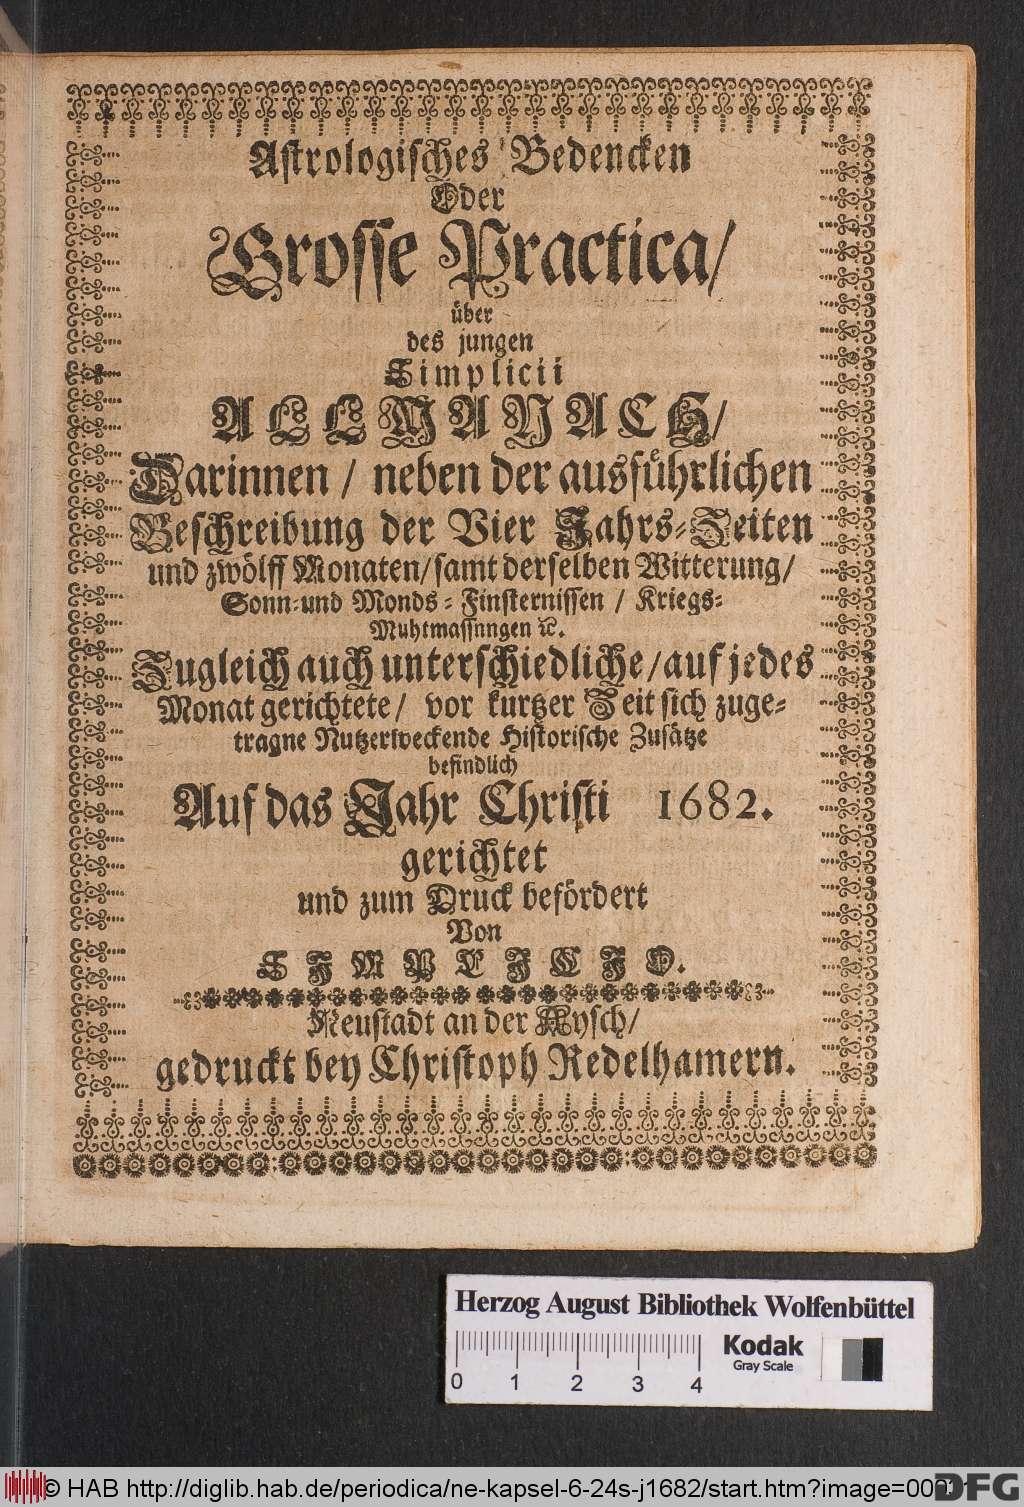 Astrologisches Bedencken
Oder
Grosse Practica/
über
des jungen
Simplicii
ALLMANACH/
Darinnen / neben der ausführlichen
Beschreibung der Vier Jahrs-Zeiten
und zwölff Monaten/samt derselben Witterung/
Sonn-und Monds-Finsternissen / Kriegs-
Muhtmassnngen ꝛc.
Zugleich auch unterschiedliche/auf jedes
Monat gerichtete/ vor kurtzer Zeit sich zuge-
tragne Nutzerweckende Historische Zusätze
befindlich
Auf das Jahr Christi 1682.
gerichtet
und zum Druck befördert
Von
SIMPLICIO.
Neustadt an der Aysch/
gedruckt bey Christoph Redelhamern.
Herzog August Bibliothek Wolfenbüttel
Kodak
Gray Scale
0 1 2 3 4
© HAB http://diglib.hab.de/periodica/ne-kapsel-6-24s-j1682/start.htm?image=0001
DFG